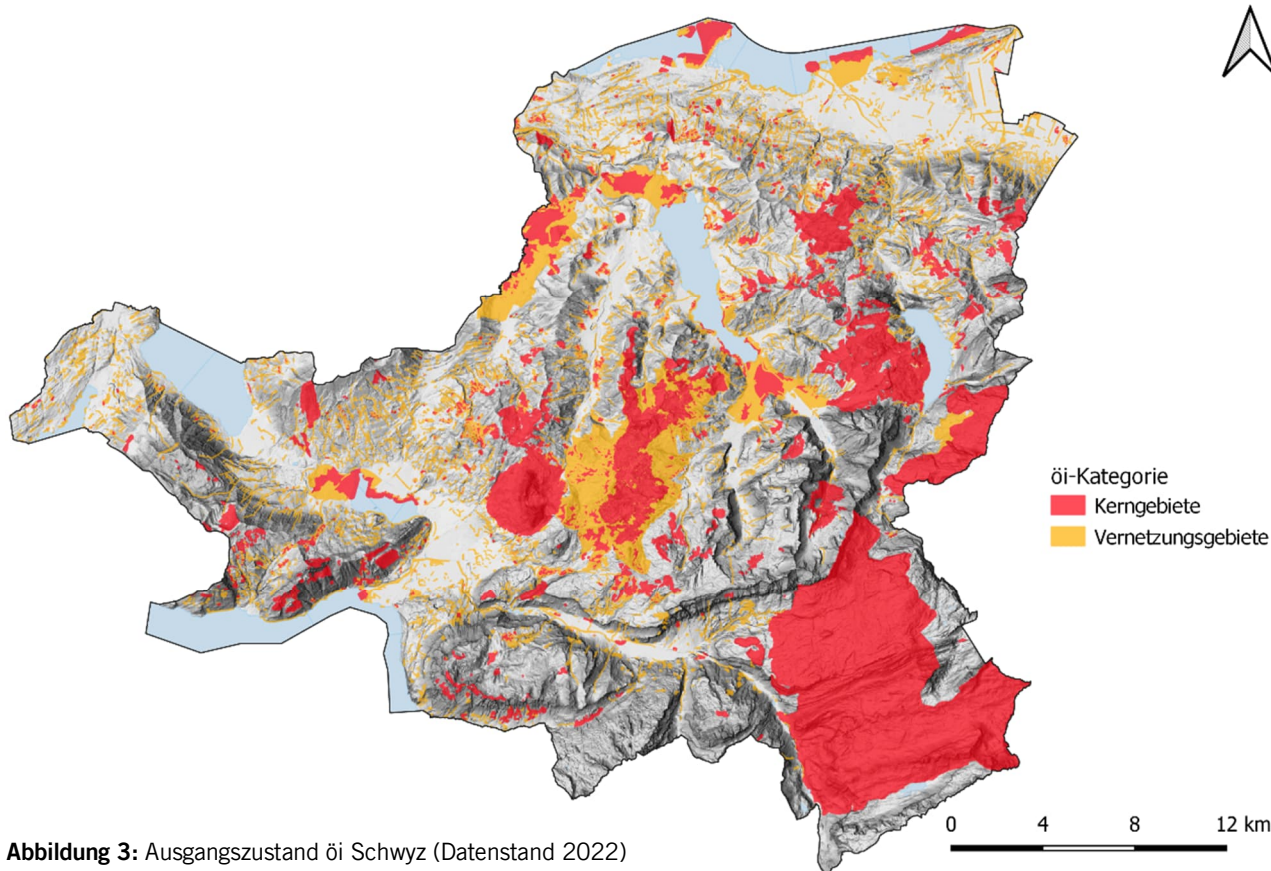 öi-Kategorie
Kerngebiete
Vernetzungsgebiete
0 4 8 12 km
Abbildung 3: Ausgangszustand öi Schwyz (Datenstand 2022)